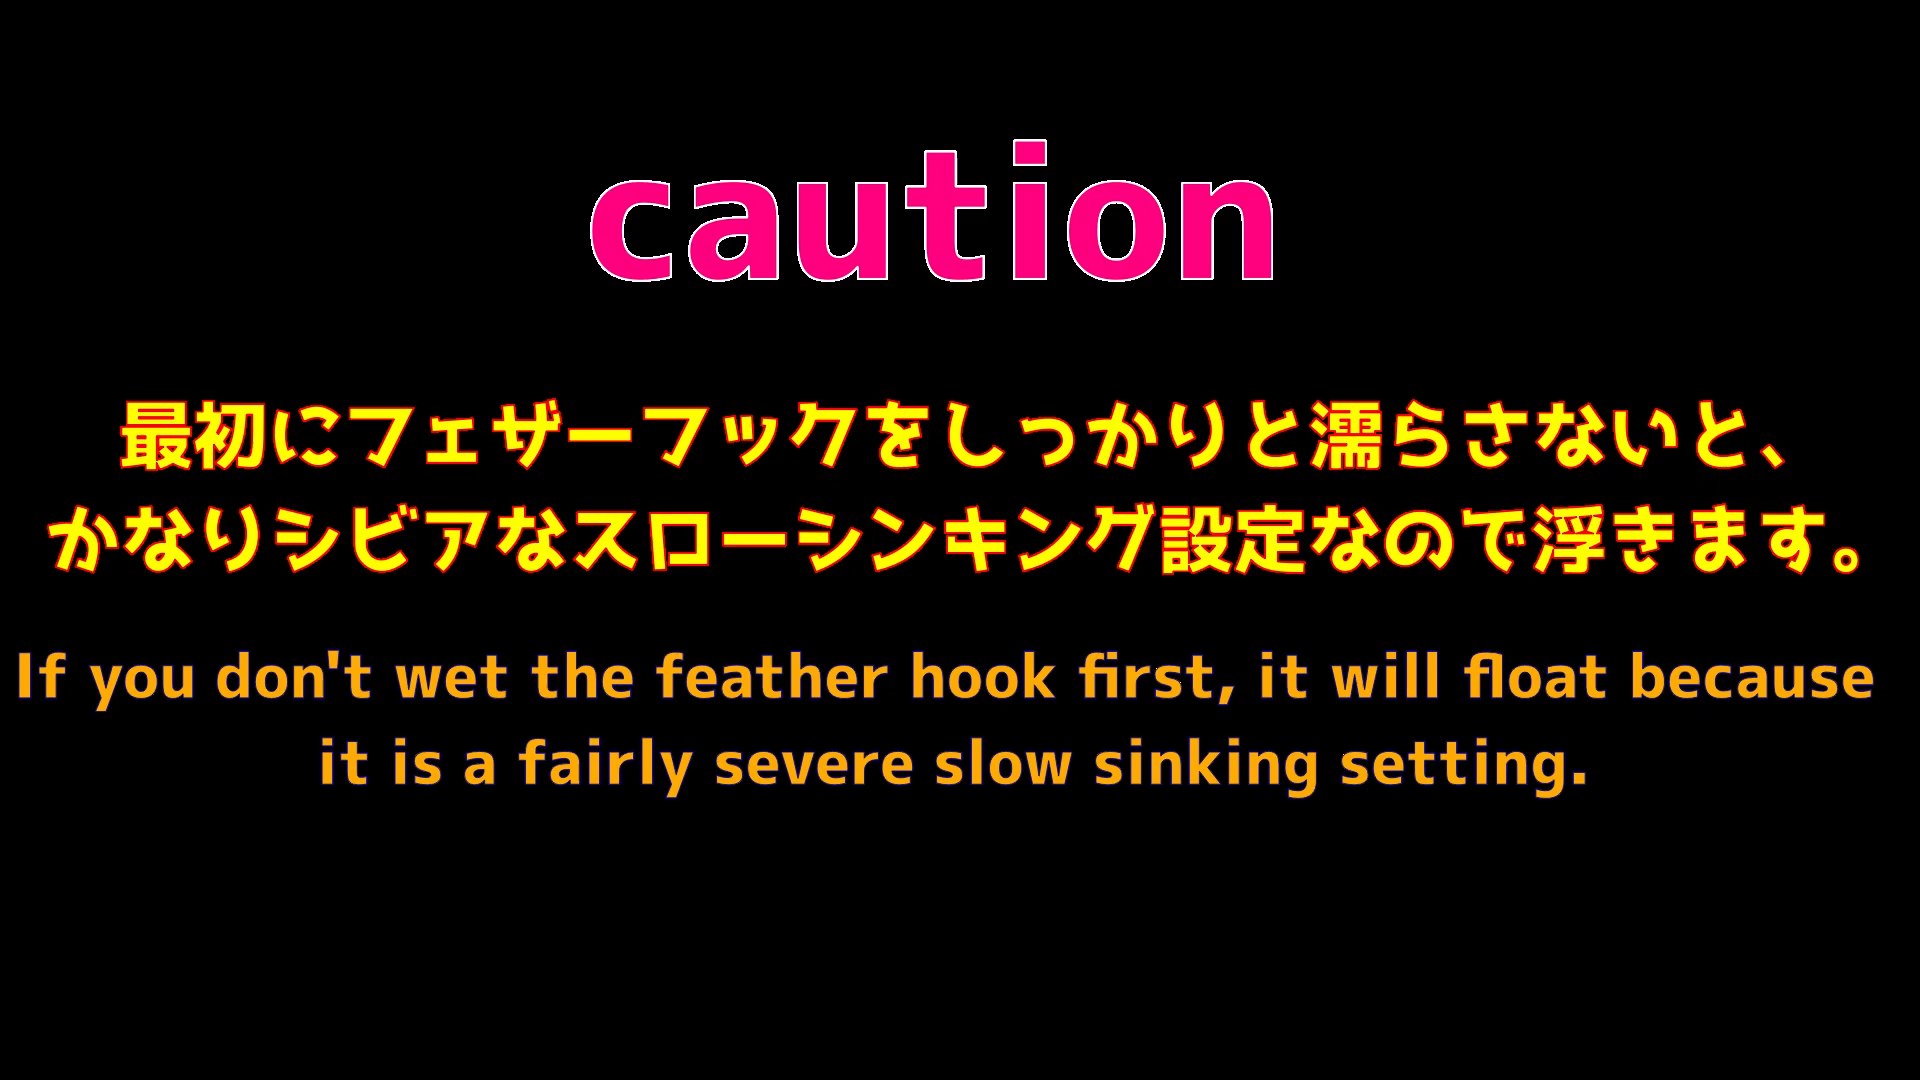 caution
最初にフェザーフックをしっかりと濡らさないと、
かなりシビアなスローシンキング設定なので浮きます。
If you don't wet the feather hook first, it will float because
it is a fairly severe slow sinking setting.